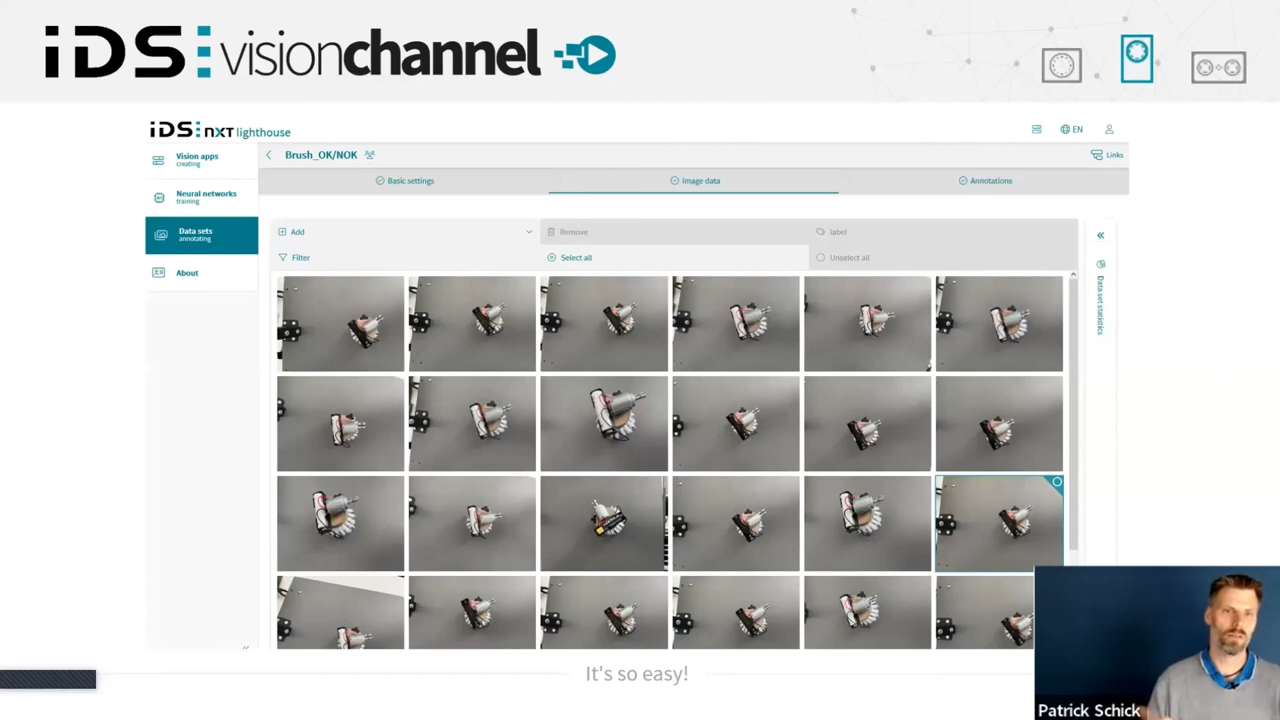 iDS visionchannel
iDS nxt lighthouse
EN
Vision apps
creating
Brush_OK/NOK
Links
Basic settings
Image data
Annotations
Neural networks
training
Data sets
annotating
Add
Remove
label
Filter
Select all
Unselect all
About
Data set statistics
It's so easy!
Patrick Schick